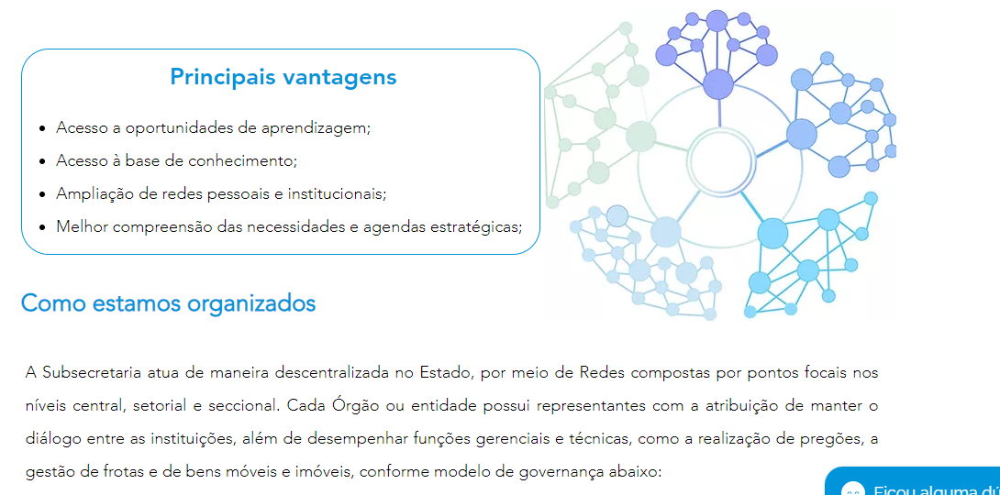 Principais vantagens
Acesso a oportunidades de aprendizagem;
Acesso à base de conhecimento;
Ampliação de redes pessoais e institucionais;
Melhor compreensão das necessidades e agendas estratégicas;
Como estamos organizados
A Subsecretaria atua de maneira descentralizada no Estado, por meio de Redes compostas por pontos focais nos
níveis central, setorial e seccional. Cada Órgão ou entidade possui representantes com a atribuição de manter o
diálogo entre as instituições, além de desempenhar funções gerenciais e técnicas, como a realização de pregões, a
gestão de frotas e de bens móveis e imóveis, conforme modelo de governança abaixo:
Ficou alguma